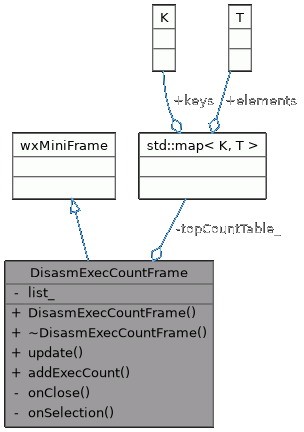 K
T
+keys
+elements
wxMiniFrame
std::map< K, T >
-topCountTable_
DisasmExecCountFrame
- list_
+ DisasmExecCountFrame()
+ ~DisasmExecCountFrame()
+ update()
+ addExecCount()
- onClose()
- onSelection()